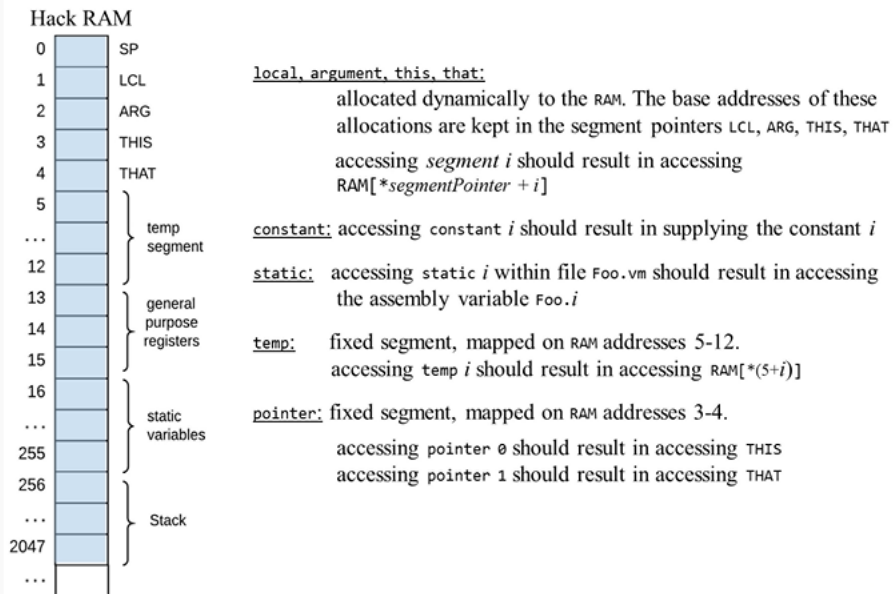 Hack RAM
0 SP
1 LCL
2 ARG
3 THIS
4 THAT
5
...
12
temp
segment
13
14
15
general
purpose
registers
16
...
255
static
variables
256
...
2047
Stack
...
local, argument, this, that:
allocated dynamically to the RAM. The base addresses of these
allocations are kept in the segment pointers LCL, ARG, THIS, THAT
accessing segment i should result in accessing
RAM[*segmentPointer + i]
constant: accessing constant i should result in supplying the constant i
static: accessing static i within file Foo.vm should result in accessing
the assembly variable Foo.i
temp: fixed segment, mapped on RAM addresses 5-12.
accessing temp i should result in accessing RAM[*(5+i)]
pointer: fixed segment, mapped on RAM addresses 3-4.
accessing pointer 0 should result in accessing THIS
accessing pointer 1 should result in accessing THAT